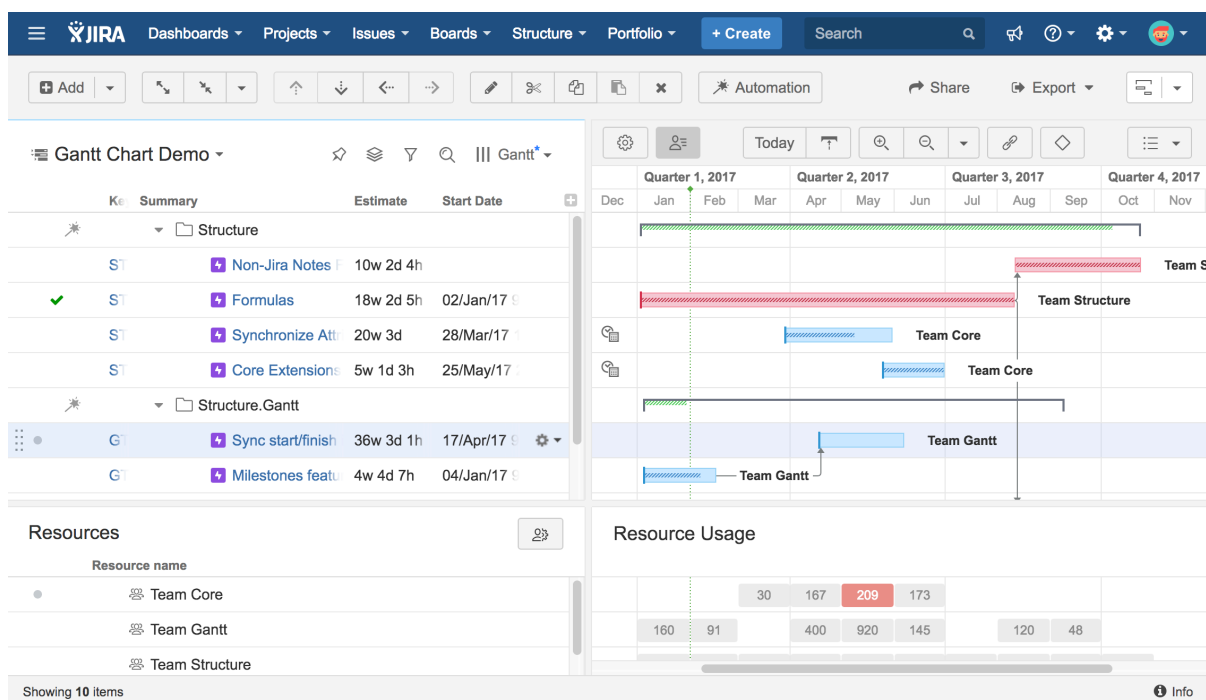 JIRA Dashboards Projects Issues Boards Structure Portfolio + Create Search
Add Automation Share Export
Gantt Chart Demo Gantt* Today
Quarter 1, 2017 Quarter 2, 2017 Quarter 3, 2017 Quarter 4, 2017
Summary Estimate Start Date Dec Jan Feb Mar Apr May Jun Jul Aug Sep Oct Nov
Structure
Non-Jira Notes 10w 2d 4h Team S
Formulas 18w 2d 5h 02/Jan/17 Team Structure
Synchronize 20w 3d 28/Mar/17 Team Core
Core Extensions 5w 1d 3h 25/May/17 Team Core
Structure.Gantt
Sync start/finish 36w 3d 1h 17/Apr/17 Team Gantt
Milestones 4w 4d 7h 04/Jan/17 Team Gantt
Resources Resource Usage
Resource name
Team Core 30 167 209 173
Team Gantt 160 91 400 920 145 120 48
Team Structure
Showing 10 items Info